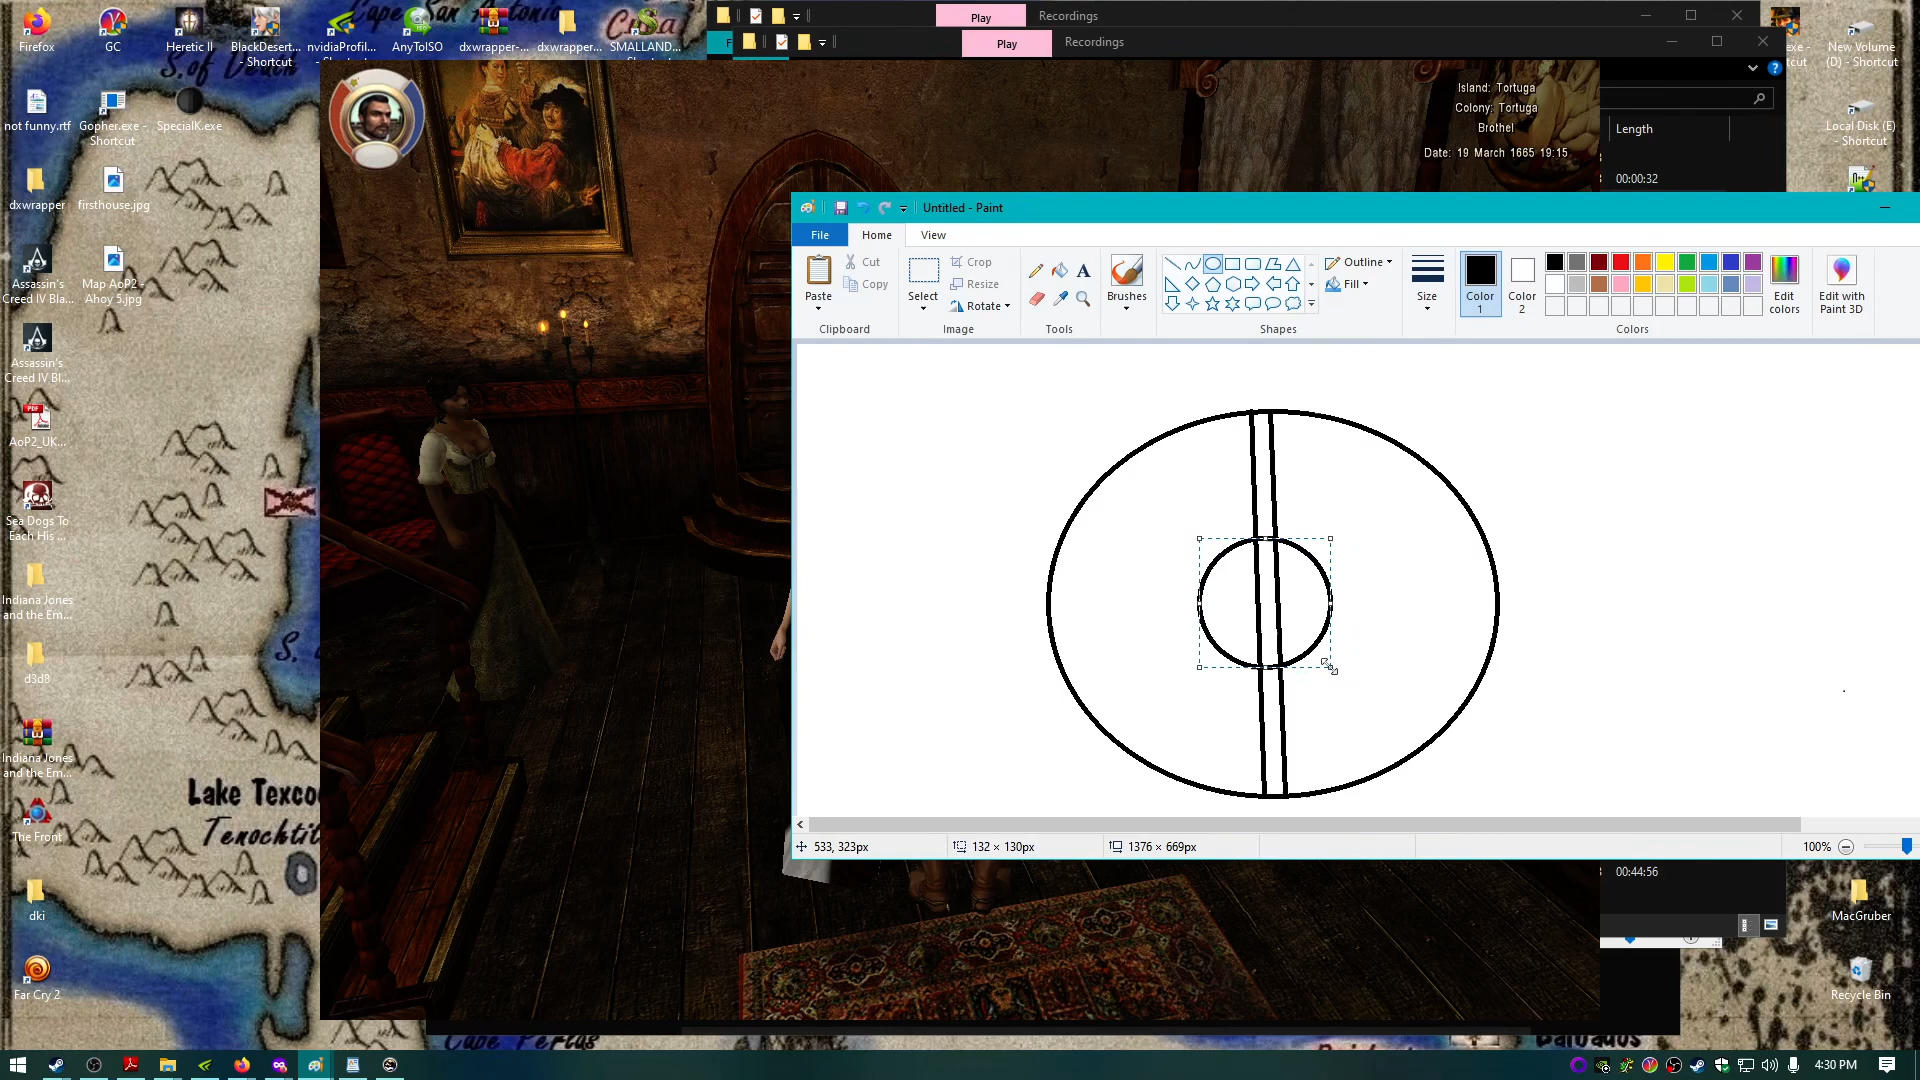 Firefox
GC
Heretic II
BlackDesert... - Shortcut
nvidiaProfil...
AnyToISO
dxwrapper-...
dxwrapper...
SMALLAND...
Play
Recordings
Play
Recordings
New Volume
(D) - Shortcut
not funny.rtf
Gopher.exe -
Shortcut
SpecialK.exe
Island: Tortuga
Colony: Tortuga
Brothel
Date: 19 March 1665 19:15
Length
00:00:32
Local Disk (E)
- Shortcut
dxwrapper
firsthouse.jpg
Untitled - Paint
File
Home
View
Paste
Cut
Copy
Clipboard
Select
Crop
Resize
Rotate
Image
Tools
Brushes
Shapes
Outline
Fill
Size
Color
1
Color
2
Edit
colors
Colors
Edit with
Paint 3D
Assassin's
Creed IV Bla...
Map AoP2 -
Ahoy 5.jpg
Assassin's
Creed IV Bl...
AoP2_UK...
Sea Dogs To
Each His ...
Indiana Jones
and the Em...
d3d8
Indiana Jones
and the Em...
The Front
dki
Far Cry 2
Lake Texco
Tenochtit
533, 323px
132 × 130px
1376 × 669px
100%
00:44:56
MacGruber
Recycle Bin
4:30 PM